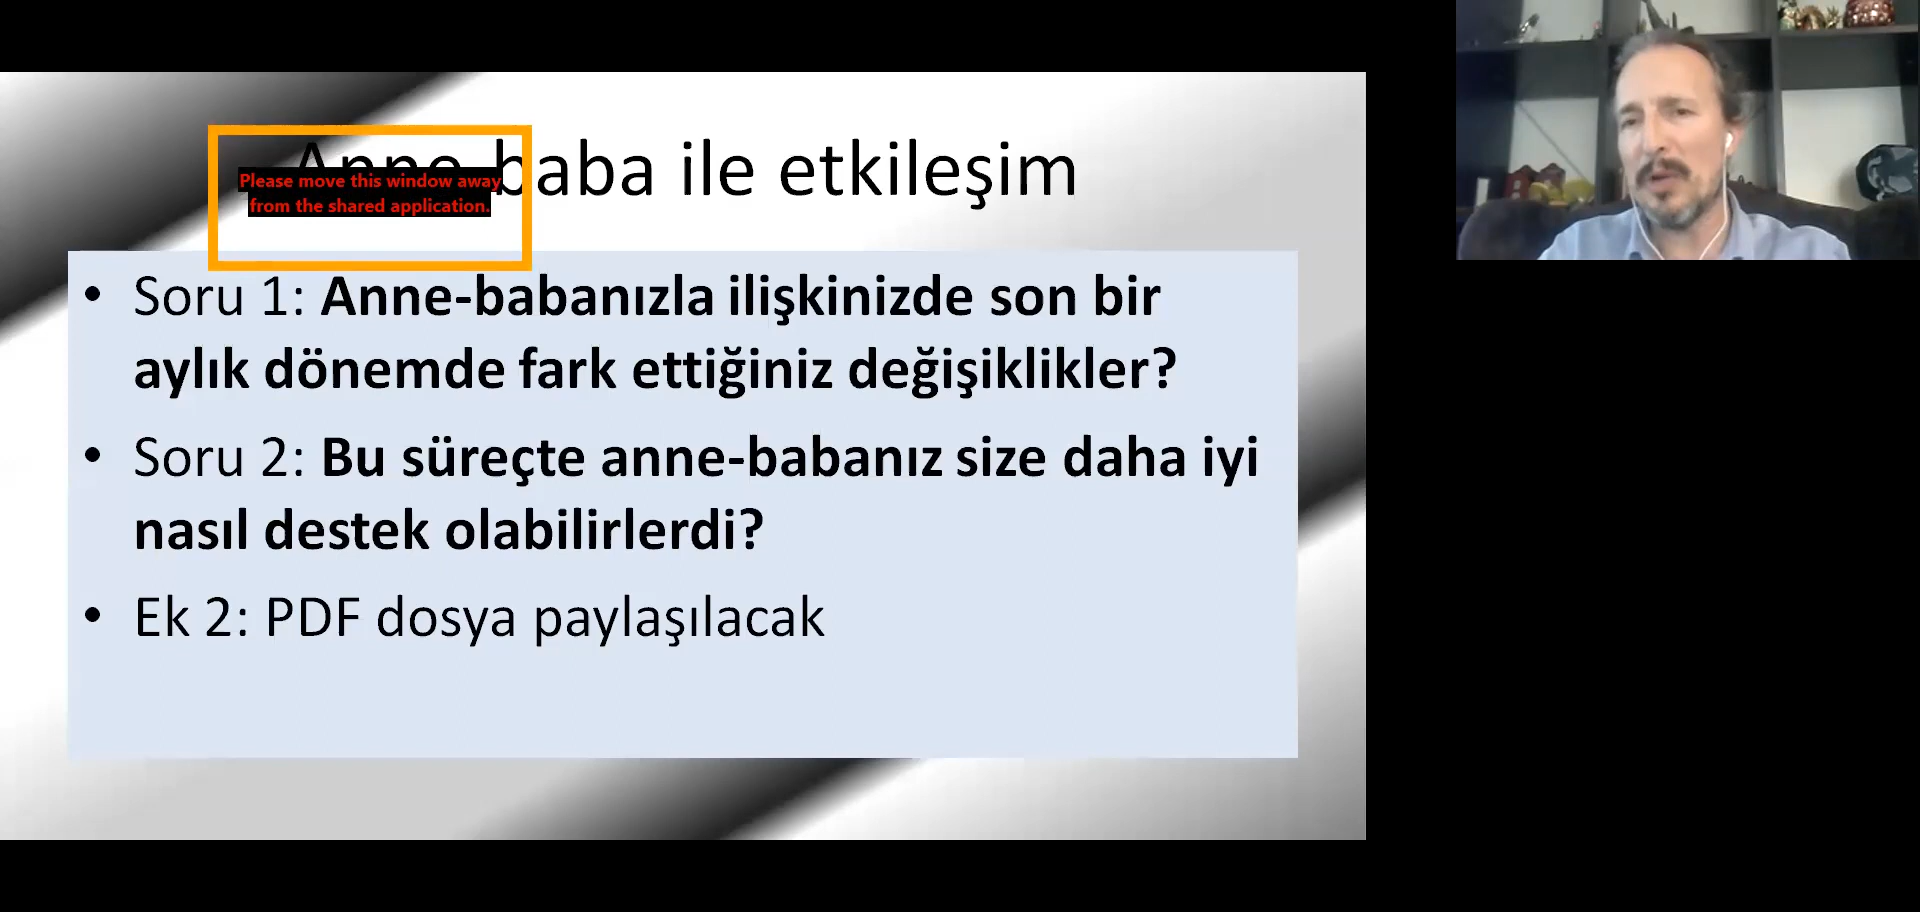 Anne-baba ile etkileşim
Please move this window away
from the shared application.
• Soru 1: Anne-babanızla ilişkinizde son bir
aylık dönemde fark ettiğiniz değişiklikler?
• Soru 2: Bu süreçte anne-babanız size daha iyi
nasıl destek olabilirlerdi?
• Ek 2: PDF dosya paylaşılacak